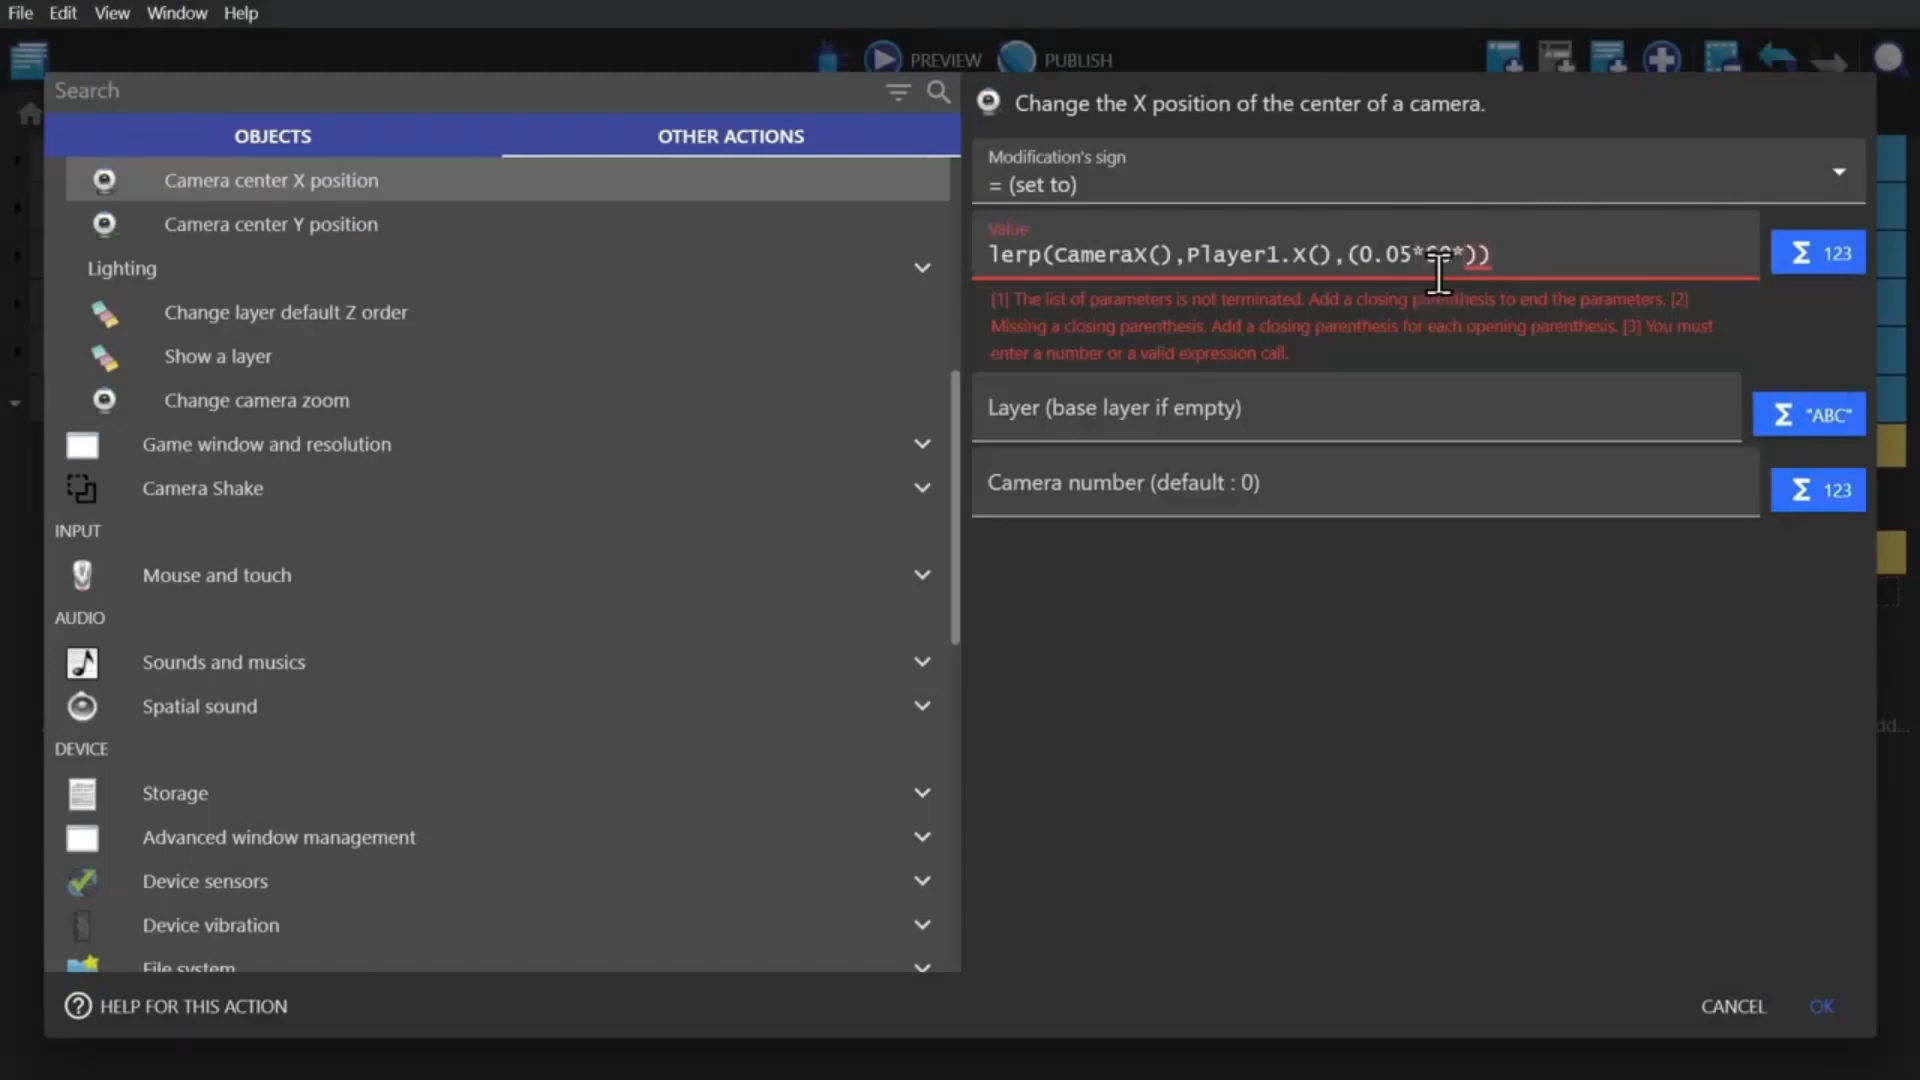 File Edit View Window Help
PREVIEW PUBLISH
Search
OBJECTS
OTHER ACTIONS
Camera center X position
Camera center Y position
Lighting
Change layer default Z order
Show a layer
Change camera zoom
Game window and resolution
Camera Shake
INPUT
Mouse and touch
AUDIO
Sounds and musics
Spatial sound
DEVICE
Storage
Advanced window management
Device sensors
Device vibration
File system
HELP FOR THIS ACTION
Change the X position of the center of a camera.
Modification's sign
= (set to)
Value
lerp(CameraX(),Player1.X(),(0.05*60*))
Σ 123
[1] The list of parameters is not terminated. Add a closing parenthesis to end the parameters. [2]
Missing a closing parenthesis. Add a closing parenthesis for each opening parenthesis. [3] You must
enter a number or a valid expression call.
Layer (base layer if empty)
Σ "ABC"
Camera number (default : 0)
Σ 123
dd...
CANCEL
OK